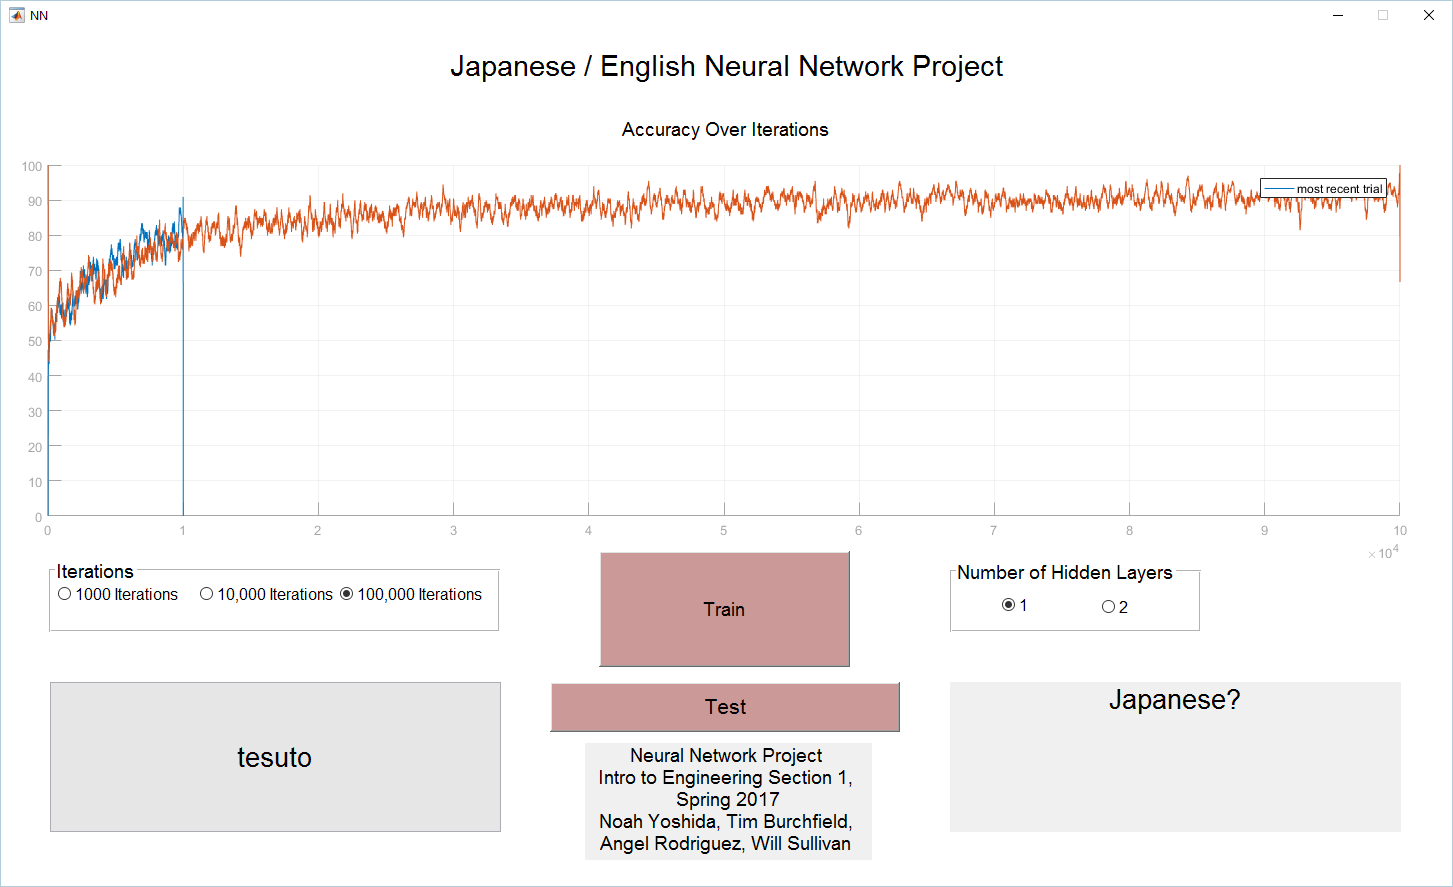 NN
Japanese / English Neural Network Project
Accuracy Over Iterations
100
90
80
70
60
50
40
30
20
10
0
most recent trial
0 1 2 3 4 5 6 7 8 9 10
×10^4
Iterations
1000 Iterations 10,000 Iterations 100,000 Iterations
Train
Number of Hidden Layers
1 2
tesuto
Test
Japanese?
Neural Network Project
Intro to Engineering Section 1,
Spring 2017
Noah Yoshida, Tim Burchfield,
Angel Rodriguez, Will Sullivan